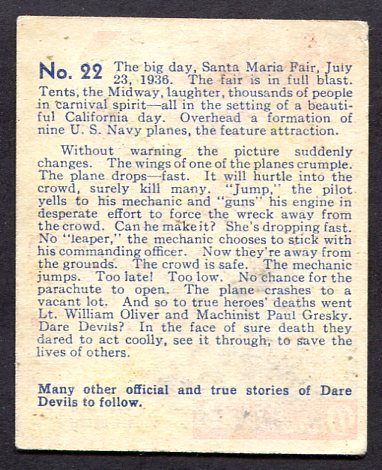 No. 22 The big day, Santa Maria Fair, July
23, 1936. The fair is in full blast.
Tents, the Midway, laughter, thousands of people
in carnival spirit—all in the setting of a beauti-
ful California day. Overhead a formation of
nine U. S. Navy planes, the feature attraction.
Without warning the picture suddenly
changes. The wings of one of the planes crumple.
The plane drops—fast. It will hurtle into the
crowd, surely kill many. "Jump," the pilot
yells to his mechanic and "guns" his engine in
desperate effort to force the wreck away from
the crowd. Can he make it? She's dropping fast.
No "leaper," the mechanic chooses to stick with
his commanding officer. Now they're away from
the grounds. The crowd is safe. The mechanic
jumps. Too late! Too low. No chance for the
parachute to open. The plane crashes to a
vacant lot. And so to true heroes' deaths went
Lt. William Oliver and Machinist Paul Gresky.
Dare Devils? In the face of sure death they
dared to act coolly, see it through, to save the
lives of others.
Many other official and true stories of Dare
Devils to follow.